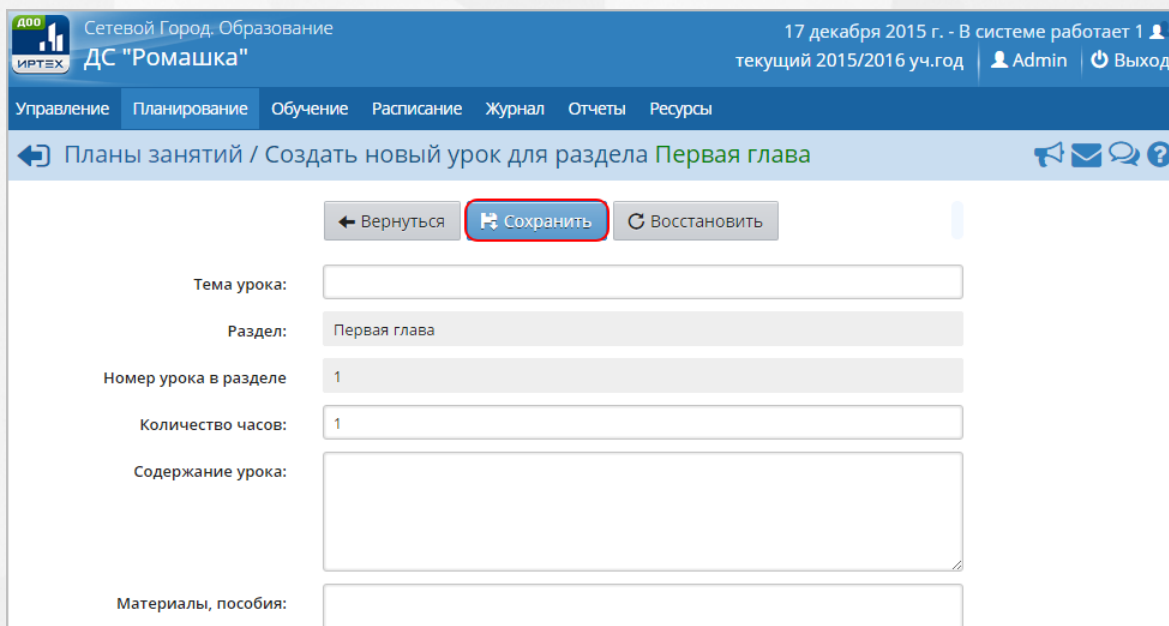 ДОО
ИРТЕХ
Сетевой Город. Образование
ДС "Ромашка"
17 декабря 2015 г. - В системе работает 1
текущий 2015/2016 уч.год
Admin
Выход
Управление Планирование Обучение Расписание Журнал Отчеты Ресурсы
Планы занятий / Создать новый урок для раздела Первая глава
Вернуться Сохранить Восстановить
Тема урока:
Раздел: Первая глава
Номер урока в разделе 1
Количество часов: 1
Содержание урока:
Материалы, пособия: